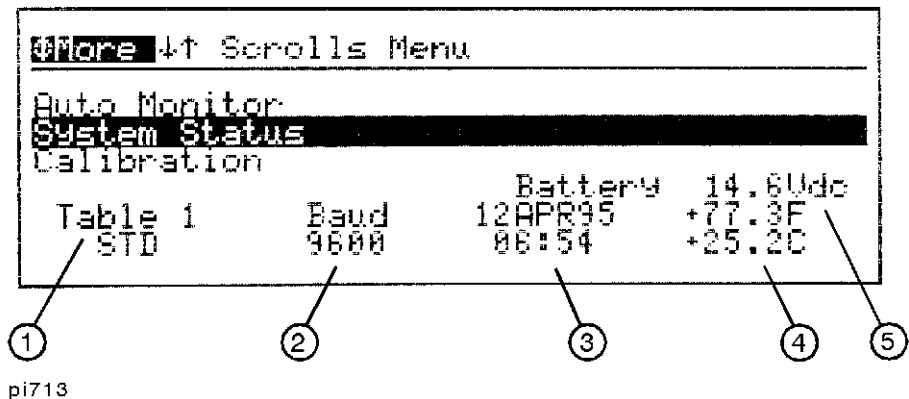 More ↓↑ Scrolls Menu
Auto Monitor
System Status
Calibration
Battery 14.6Vdc
Table 1 Baud 12APR95 +77.3F
STD 9600 06:54 +25.2C
1 2 3 4 5
pi713